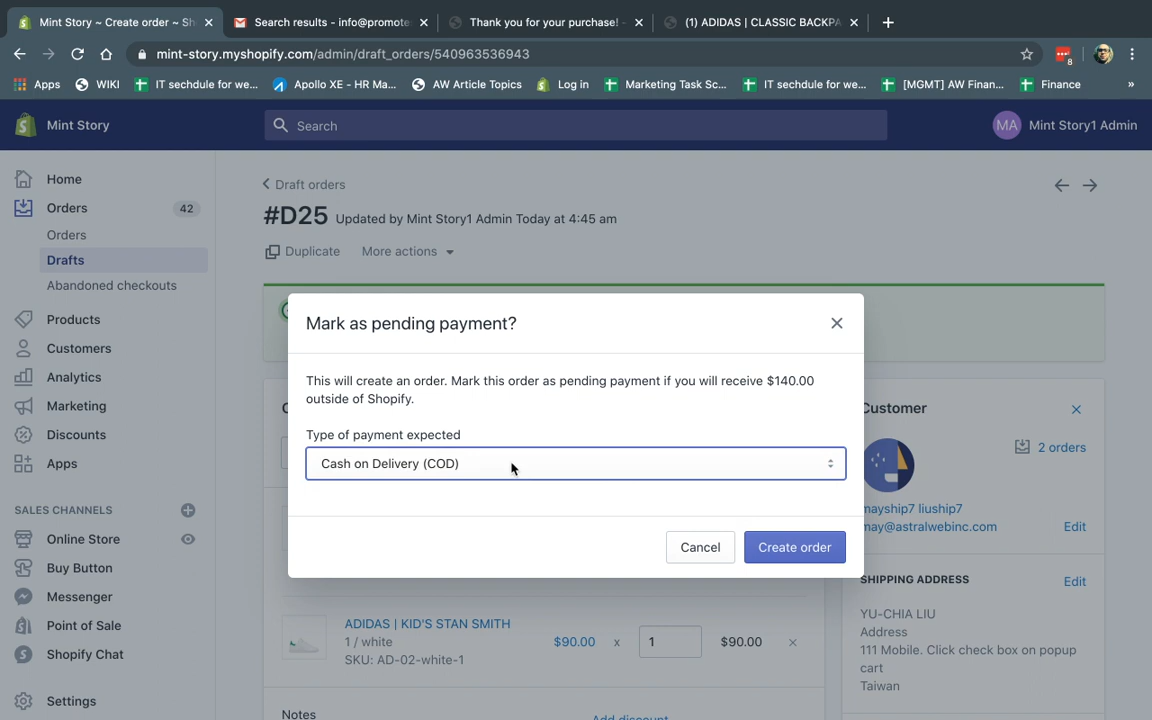 Mint Story ~ Create order ~ Sh
Search results - info@promote
Thank you for your purchase! -
(1) ADIDAS | CLASSIC BACKPA
mint-story.myshopify.com/admin/draft_orders/540963536943
8
Apps
WIKI
IT sechdule for we...
Apollo XE - HR Ma...
AW Article Topics
Log in
Marketing Task Sc...
IT sechdule for we...
[MGMT] AW Finan...
Finance
»
Mint Story
Search
MA
Mint Story1 Admin
Home
Orders
42
Orders
Drafts
Abandoned checkouts
Products
Customers
Analytics
Marketing
Discounts
Apps
SALES CHANNELS
Online Store
Buy Button
Messenger
Point of Sale
Shopify Chat
Settings
Draft orders
#D25 Updated by Mint Story1 Admin Today at 4:45 am
Duplicate
More actions
Mark as pending payment?
This will create an order. Mark this order as pending payment if you will receive $140.00
outside of Shopify.
Type of payment expected
Cash on Delivery (COD)
Cancel
Create order
ADIDAS | KID'S STAN SMITH
1 / white
SKU: AD-02-white-1
$90.00 x 1 $90.00
Notes
Add discount
Customer
2 orders
mayship7 liuship7
may@astralwebinc.com
Edit
SHIPPING ADDRESS
Edit
YU-CHIA LIU
Address
111 Mobile. Click check box on popup
cart
Taiwan